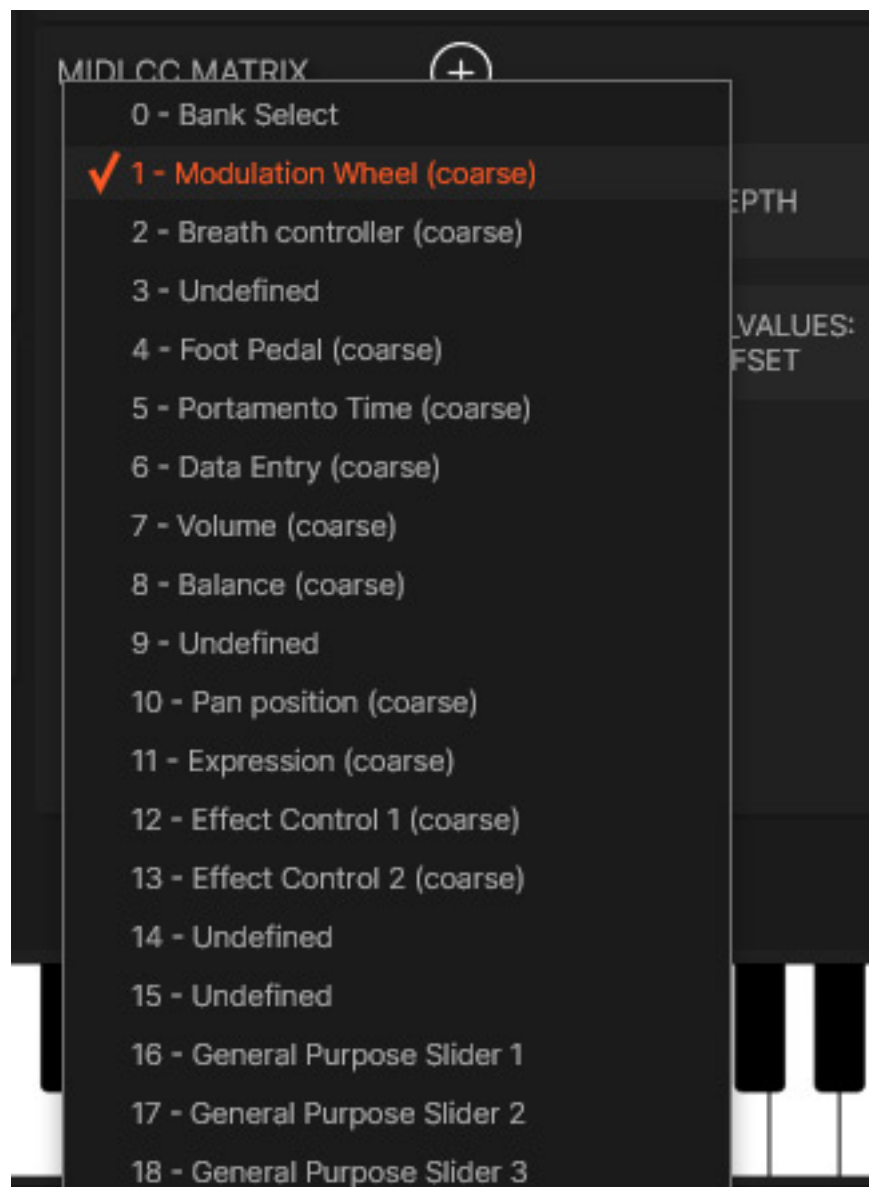 MIDI CC MATRIX
0 - Bank Select
1 - Modulation Wheel (coarse)
2 - Breath controller (coarse)
EPTH
3 - Undefined
_VALUES:
4 - Foot Pedal (coarse)
FSET
5 - Portamento Time (coarse)
6 - Data Entry (coarse)
7 - Volume (coarse)
8 - Balance (coarse)
9 - Undefined
10 - Pan position (coarse)
11 - Expression (coarse)
12 - Effect Control 1 (coarse)
13 - Effect Control 2 (coarse)
14 - Undefined
15 - Undefined
16 - General Purpose Slider 1
17 - General Purpose Slider 2
18 - General Purpose Slider 3